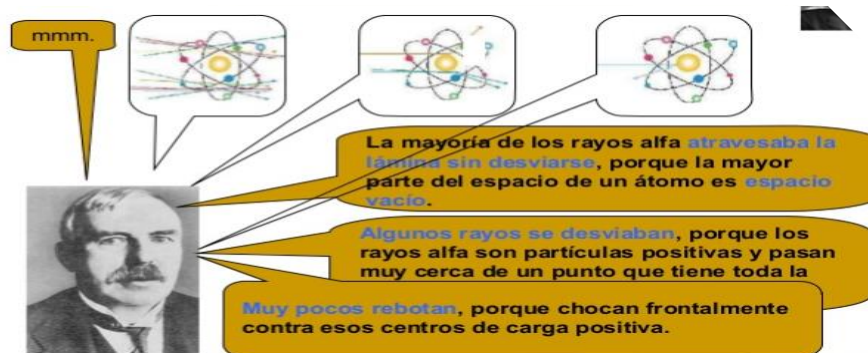 mmm.
La mayoría de los rayos alfa atravesaba la
lámina sin desviarse, porque la mayor
parte del espacio de un átomo es espacio
vacío.
Algunos rayos se desviaban, porque los
rayos alfa son partículas positivas y pasan
muy cerca de un punto que tiene toda la
Muy pocos rebotan, porque chocan frontalmente
contra esos centros de carga positiva.